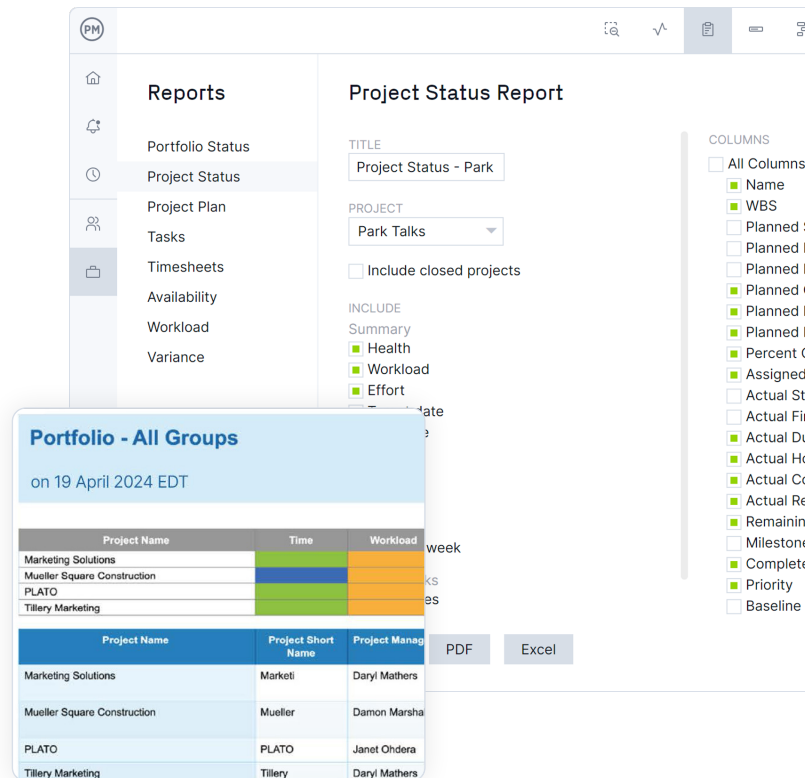 PM
Reports
Portfolio Status
Project Status
Project Plan
Tasks
Timesheets
Availability
Workload
Variance
Project Status Report
TITLE
Project Status - Park
PROJECT
Park Talks
Include closed projects
INCLUDE
Summary
Health
Workload
Effort
date
week
PDF
Excel
COLUMNS
All Columns
Name
WBS
Planned
Planned
Planned
Planned
Planned
Planned
Percent
Assigned
Actual St
Actual Fi
Actual Du
Actual Ho
Actual Co
Actual Re
Remainin
Milestone
Complete
Priority
Baseline
Portfolio - All Groups
on 19 April 2024 EDT
Project Name Time Workload
Marketing Solutions
Mueller Square Construction
PLATO
Tillery Marketing
Project Name Project Short Name Project Manag
Marketing Solutions Marketi Daryl Mathers
Mueller Square Construction Mueller Damon Marsha
PLATO PLATO Janet Ohdera
Tillery Marketing Tillery Daryl Mathers